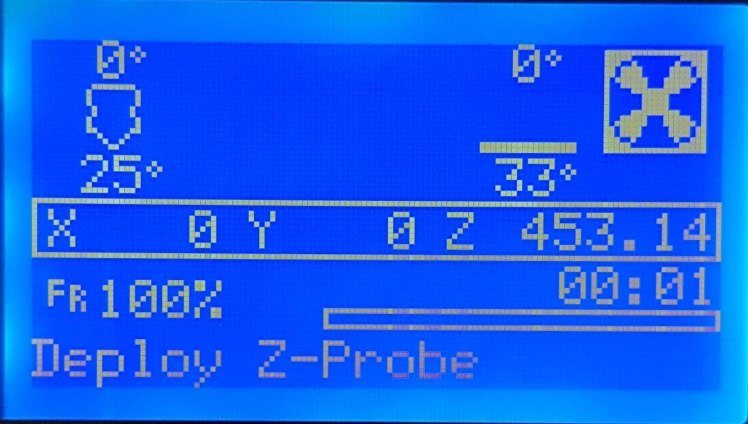 0° 0°
25° 33°
X 0 Y 0 Z 453.14
FR 100% 00:01
Deploy Z-Probe